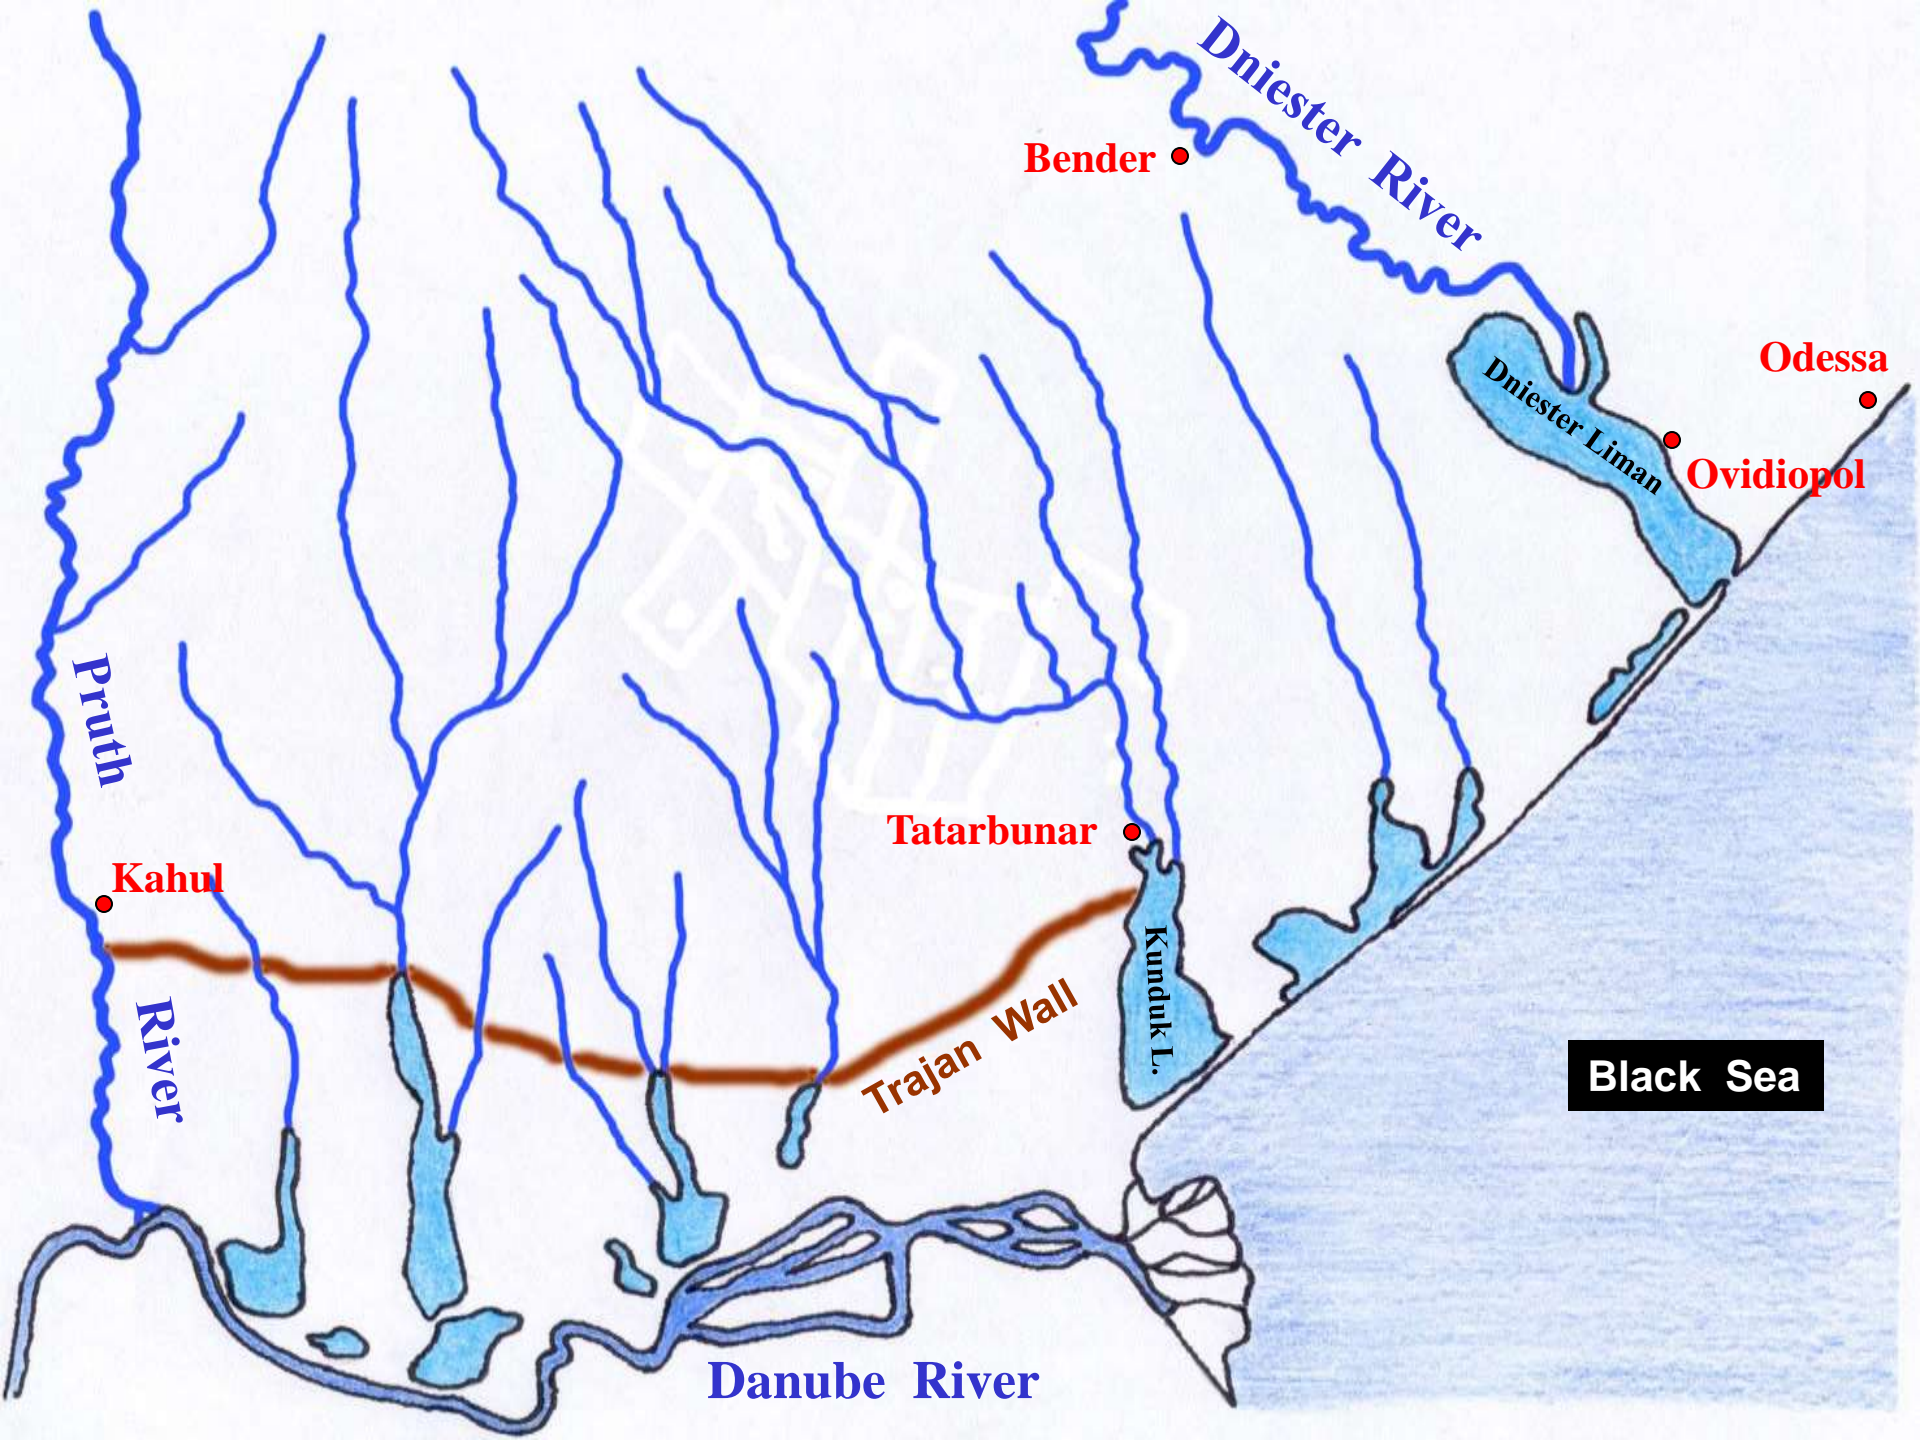 Dniester River
Bender
Odessa
Dniester Liman
Ovidiopol
Pruth
River
Tatarbunar
Kahul
Kunduk L.
Trajan Wall
Black Sea
Danube River